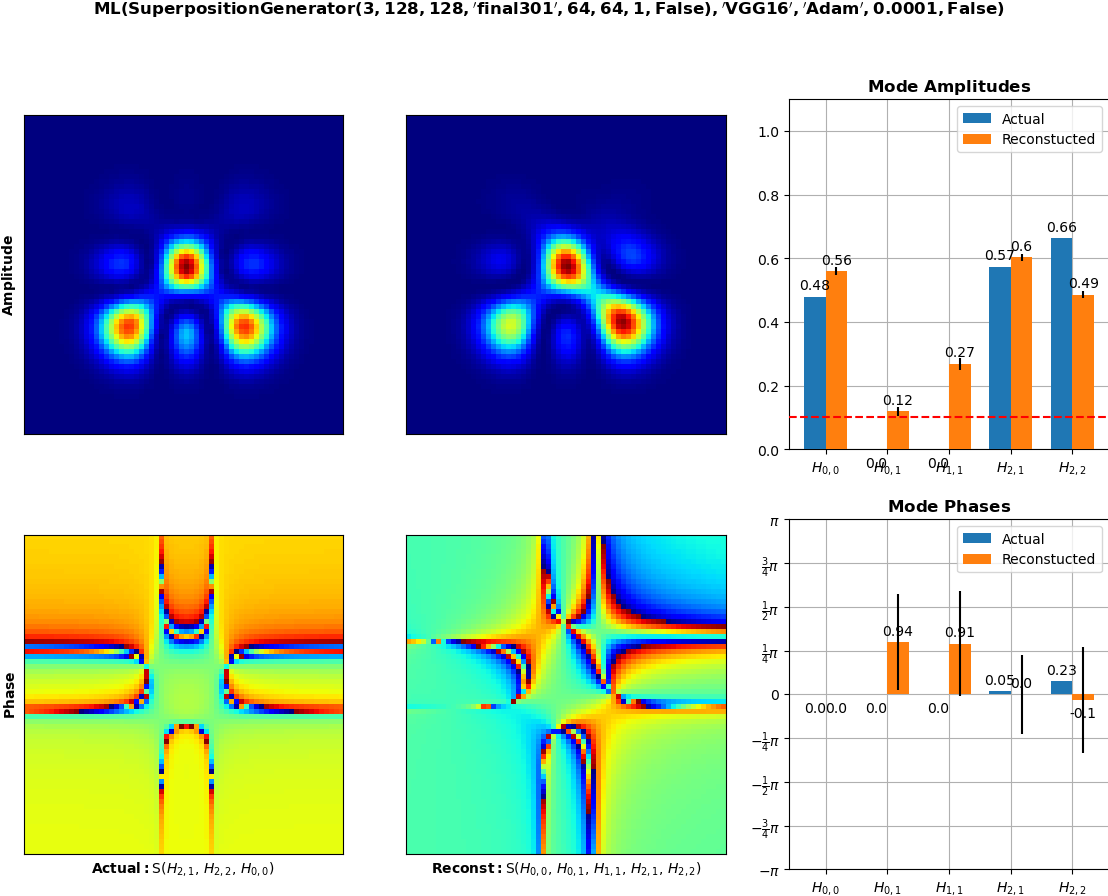 ML(SuperpositionGenerator(3, 128, 128, ′final301′, 64, 64, 1, False), ′VGG16′, ′Adam′, 0.0001, False)
Mode Amplitudes
Actual
Reconstucted
1.0
0.8
0.6
0.4
0.2
0.0
0.48
0.56
0.0
0.12
0.0
0.27
0.57
0.6
0.66
0.49
H0,0
H0,1
H1,1
H2,1
H2,2
Amplitude
Mode Phases
Actual
Reconstucted
π
3/4π
1/2π
1/4π
0
−1/4π
−1/2π
−3/4π
−π
0.0
0.0
0.0
0.94
0.0
0.91
0.05
0.0
0.23
-0.1
H0,0
H0,1
H1,1
H2,1
H2,2
Phase
Actual: S(H2,1, H2,2, H0,0)
Reconst: S(H0,0, H0,1, H1,1, H2,1, H2,2)